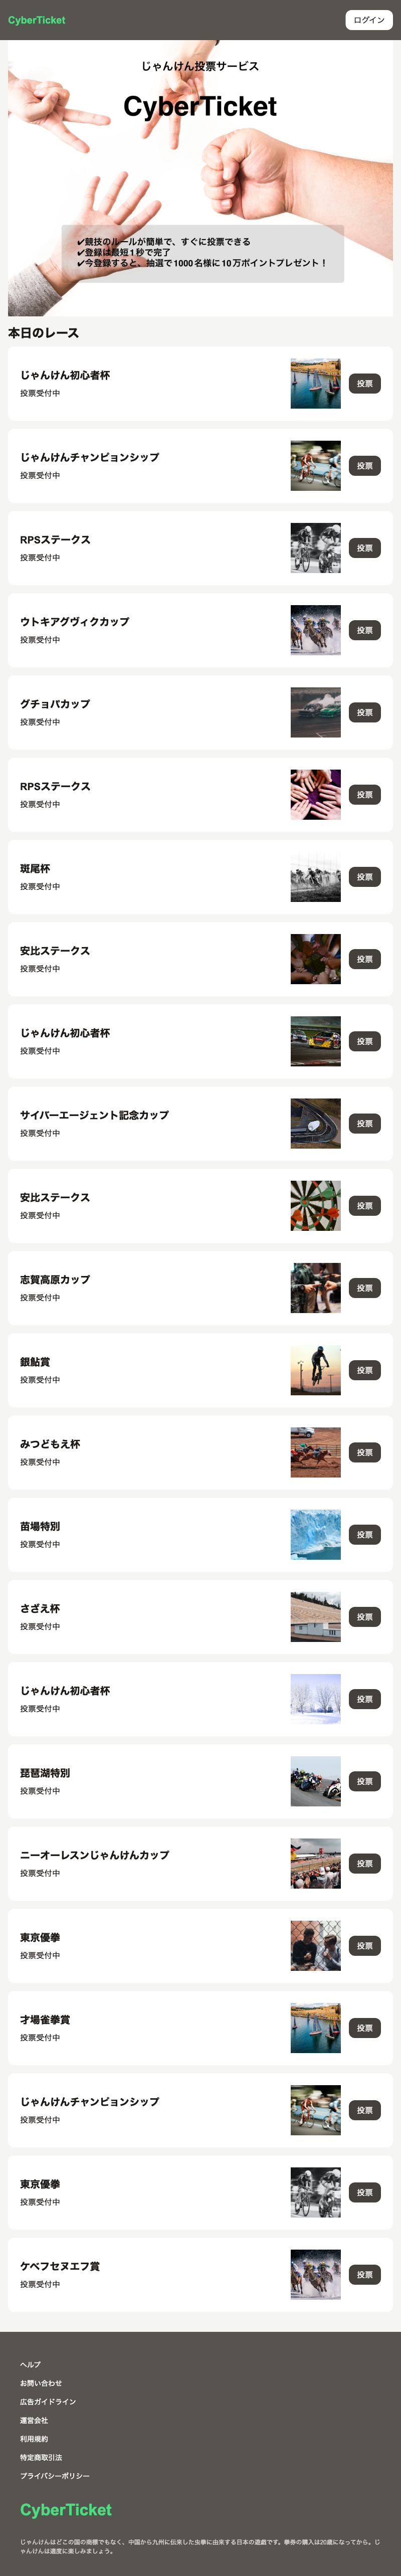 CyberTicket
ログイン
じゃんけん投票サービス
CyberTicket
✔競技のルールが簡単で、すぐに投票できる
✔登録は最短1秒で完了
✔今登録すると、抽選で1000名様に10万ポイントプレゼント！
本日のレース
じゃんけん初心者杯
投票受付中
投票
じゃんけんチャンピョンシップ
投票受付中
投票
RPSステークス
投票受付中
投票
ウトキアグヴィクカップ
投票受付中
投票
グチョパカップ
投票受付中
投票
RPSステークス
投票受付中
投票
斑尾杯
投票受付中
投票
安比ステークス
投票受付中
投票
じゃんけん初心者杯
投票受付中
投票
サイバーエージェント記念カップ
投票受付中
投票
安比ステークス
投票受付中
投票
志賀高原カップ
投票受付中
投票
銀鮎賞
投票受付中
投票
みつどもえ杯
投票受付中
投票
苗場特別
投票受付中
投票
さざえ杯
投票受付中
投票
じゃんけん初心者杯
投票受付中
投票
琵琶湖特別
投票受付中
投票
ニーオーレスンじゃんけんカップ
投票受付中
投票
東京優拳
投票受付中
投票
才場雀拳賞
投票受付中
投票
じゃんけんチャンピョンシップ
投票受付中
投票
東京優拳
投票受付中
投票
ケベフセヌエフ賞
投票受付中
投票
ヘルプ
お問い合わせ
広告ガイドライン
運営会社
利用規約
特定商取引法
プライバシーポリシー
CyberTicket
じゃんけんはどこの国の商標でもなく、中国から九州に伝来した虫拳に由来する日本の遊戯です。拳券の購入は20歳になってから。じ
ゃんけんは適度に楽しみましょう。